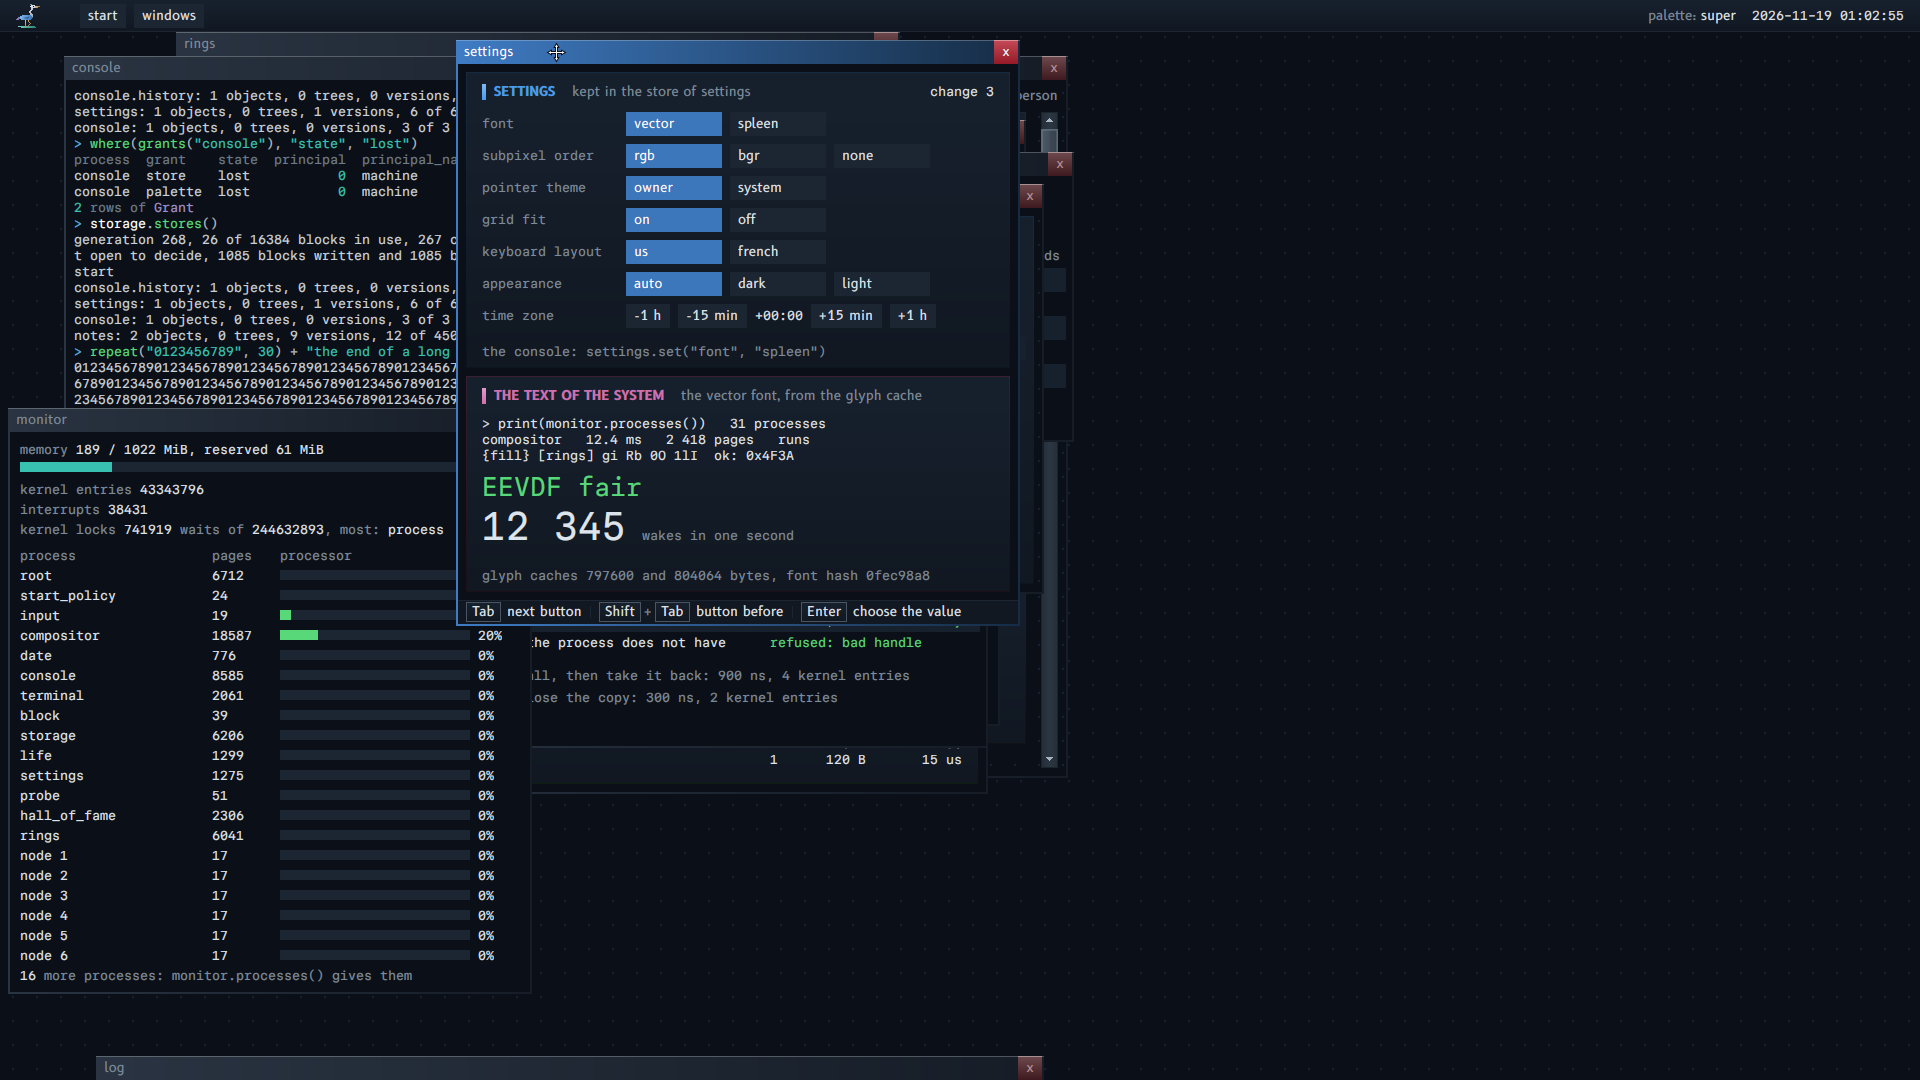 start windows palette: super 2026-11-19 01:02:55
rings
console
console.history: 1 objects, 0 trees, 0 versions,
settings: 1 objects, 0 trees, 1 versions, 6 of 6
console: 1 objects, 0 trees, 0 versions, 3 of 3
> where(grants("console"), "state", "lost")
process grant state principal principal_na
console store lost 0 machine
console palette lost 0 machine
2 rows of Grant
> storage.stores()
generation 268, 26 of 16384 blocks in use, 267
t open to decide, 1085 blocks written and 1085 b
start
console.history: 1 objects, 0 trees, 0 versions,
settings: 1 objects, 0 trees, 1 versions, 6 of 6
console: 1 objects, 0 trees, 0 versions, 3 of 3
notes: 2 objects, 0 trees, 9 versions, 12 of 450
> repeat("0123456789", 30) + "the end of a long
012345678901234567890123456789012345678901234567
678901234567890123456789012345678901234567890123
234567890123456789012345678901234567890123456789
settings x
SETTINGS kept in the store of settings change 3
font vector spleen
subpixel order rgb bgr none
pointer theme owner system
grid fit on off
keyboard layout us french
appearance auto dark light
time zone -1 h -15 min +00:00 +15 min +1 h
the console: settings.set("font", "spleen")
THE TEXT OF THE SYSTEM the vector font, from the glyph cache
> print(monitor.processes()) 31 processes
compositor 12.4 ms 2 418 pages runs
{fill} [rings] gi Rb 0O 1lI ok: 0x4F3A
EEVDF fair
12 345 wakes in one second
glyph caches 797600 and 804064 bytes, font hash 0fec98a8
Tab next button Shift + Tab button before Enter choose the value
x
erson
x
x
ds
the process does not have refused: bad handle
all, then take it back: 900 ns, 4 kernel entries
lose the copy: 300 ns, 2 kernel entries
1 120 B 15 us
monitor
memory 189 / 1022 MiB, reserved 61 MiB
kernel entries 43343796
interrupts 38431
kernel locks 741919 waits of 244632893, most: process
process pages processor
root 6712
start_policy 24
input 19
compositor 18587 20%
date 776 0%
console 8585 0%
terminal 2061 0%
block 39 0%
storage 6206 0%
life 1299 0%
settings 1275 0%
probe 51 0%
hall_of_fame 2306 0%
rings 6041 0%
node 1 17 0%
node 2 17 0%
node 3 17 0%
node 4 17 0%
node 5 17 0%
node 6 17 0%
16 more processes: monitor.processes() gives them
log x